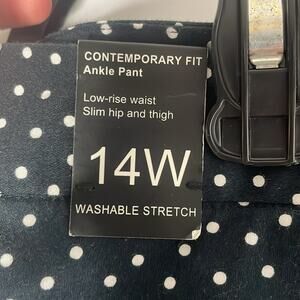 CONTEMPORARY FIT
Ankle Pant
Low-rise waist
Slim hip and thigh
14W
WASHABLE STRETCH